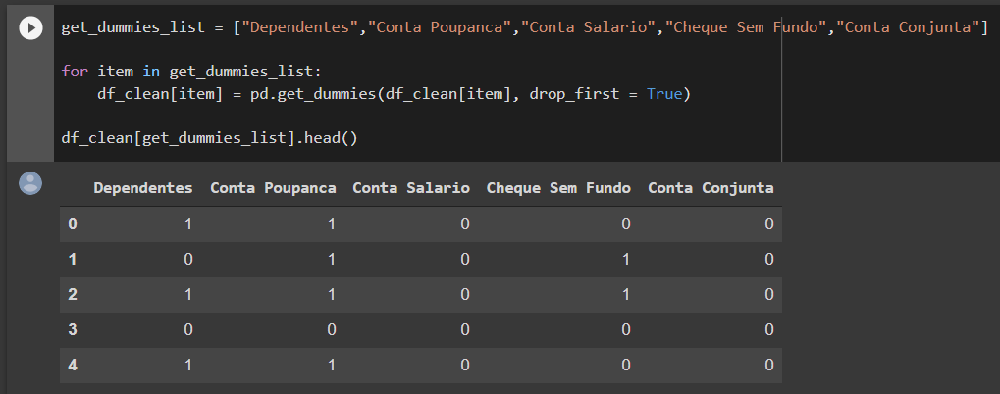 get_dummies_list = ["Dependentes","Conta Poupanca","Conta Salario","Cheque Sem Fundo","Conta Conjunta"]
for item in get_dummies_list:
    df_clean[item] = pd.get_dummies(df_clean[item], drop_first = True)
df_clean[get_dummies_list].head()
Dependentes Conta Poupanca Conta Salario Cheque Sem Fundo Conta Conjunta
0 1 1 0 0 0
1 0 1 0 1 0
2 1 1 0 1 0
3 0 0 0 0 0
4 1 1 0 0 0